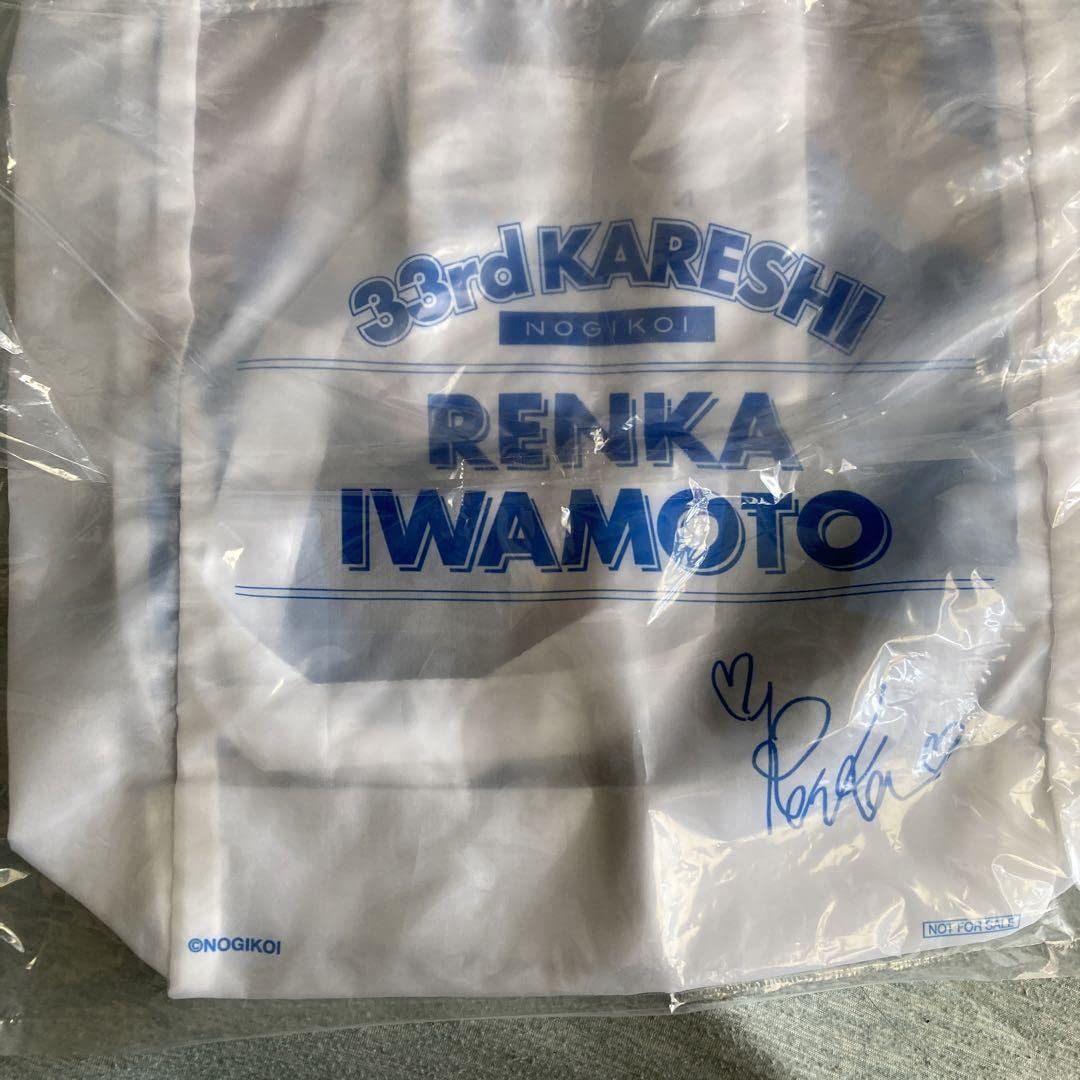 33rd KARESHI
NOGIKOI
RENKA
IWAMOTO
Renka
©NOGIKOI
NOT FOR SALE